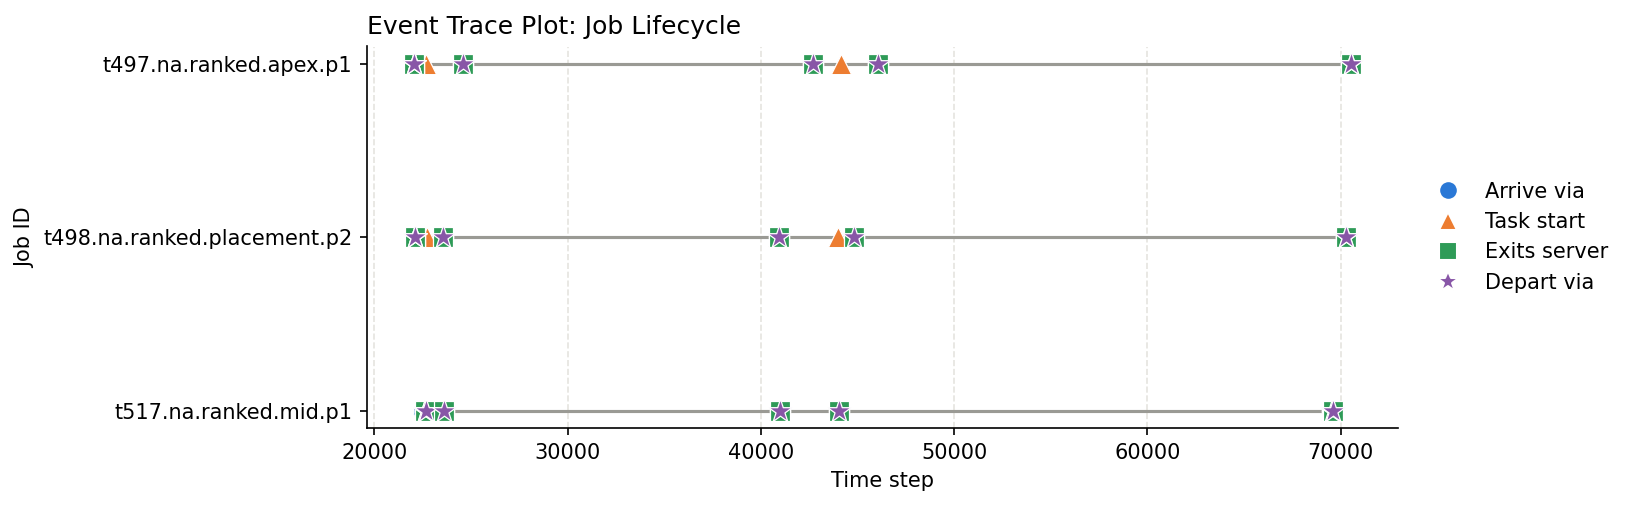 Event Trace Plot: Job Lifecycle
t497.na.ranked.apex.p1
t498.na.ranked.placement.p2
t517.na.ranked.mid.p1
Job ID
20000 30000 40000 50000 60000 70000
Time step
Arrive via
Task start
Exits server
Depart via